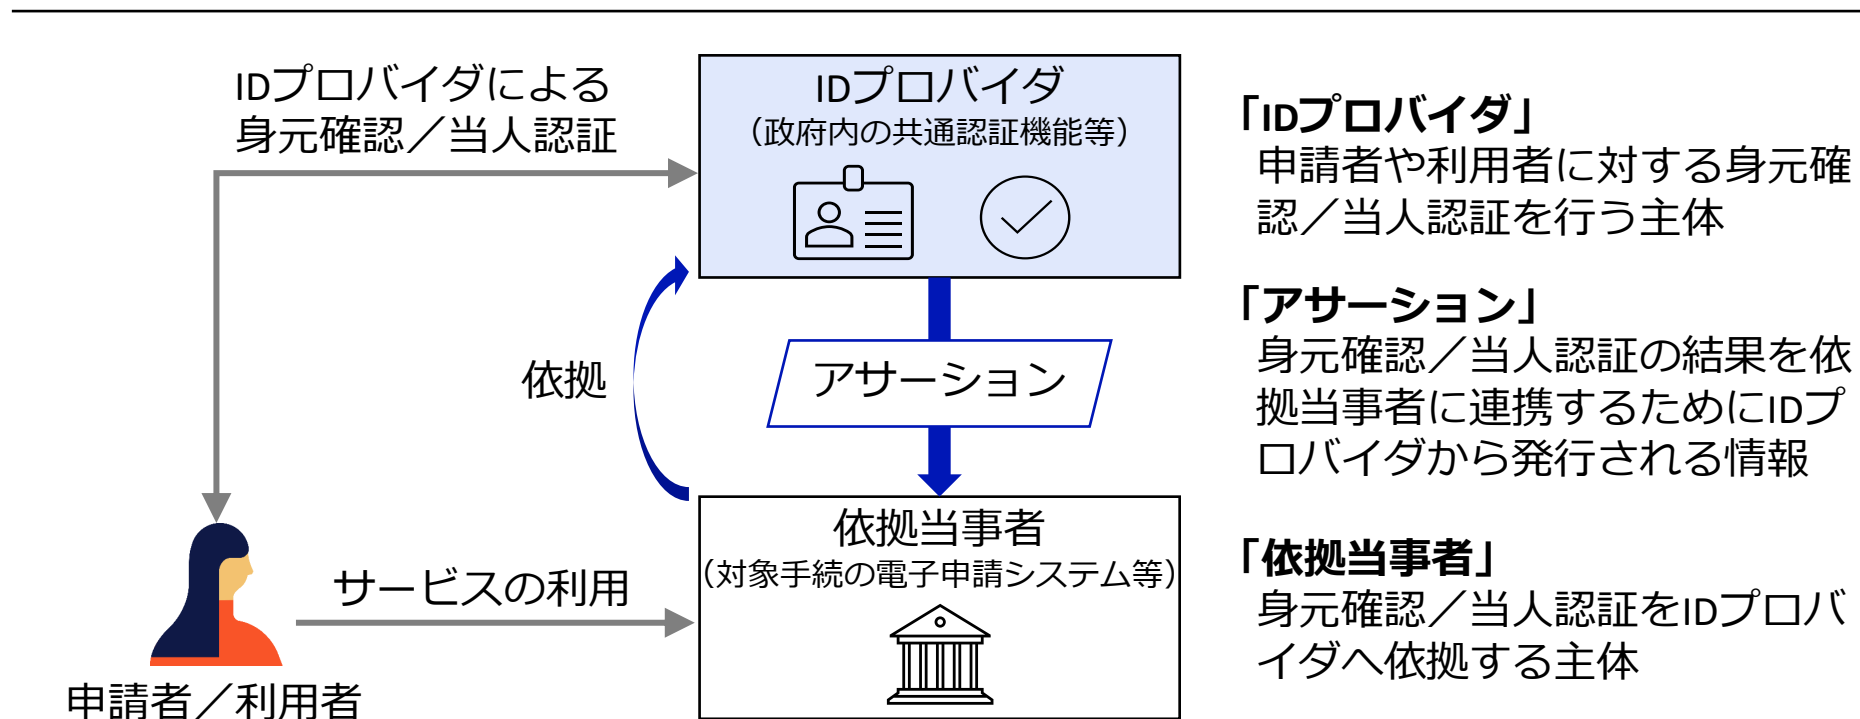 IDプロバイダによる
身元確認／当人認証
IDプロバイダ
（政府内の共通認証機能等）
依拠
アサーション
依拠当事者
（対象手続の電子申請システム等）
サービスの利用
申請者／利用者
「IDプロバイダ」
申請者や利用者に対する身元確
認／当人認証を行う主体
「アサーション」
身元確認／当人認証の結果を依
拠当事者に連携するためにIDプ
ロバイダから発行される情報
「依拠当事者」
身元確認／当人認証をIDプロバ
イダへ依拠する主体